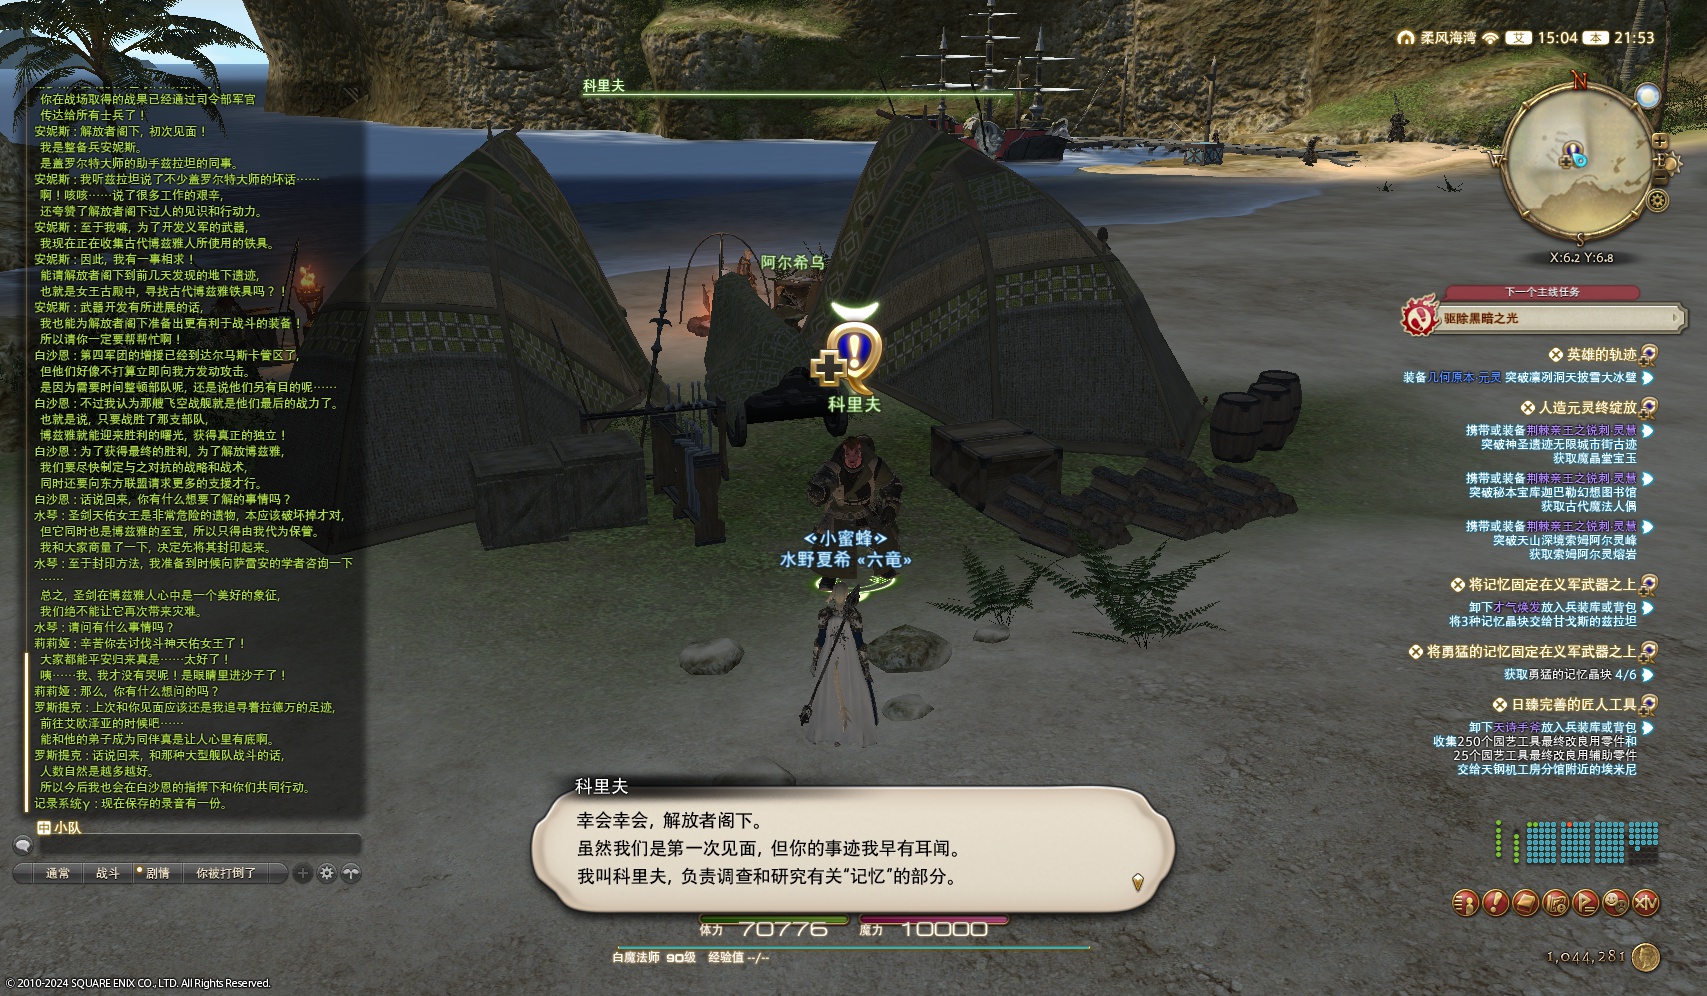 你在战场取得的战果已经通过司令部军官
传达给所有士兵了！
安妮斯：解放者阁下，初次见面！
我是整备兵安妮斯。
是盖罗尔特大师的助手兹拉坦的同事。
安妮斯：我听兹拉坦说了不少盖罗尔特大师的坏话……
啊！咳咳……说了很多工作的艰辛，
还夸赞了解放者阁下过人的见识和行动力。
安妮斯：至于我嘛，为了开发义军的武器，
我现在正在收集古代博兹雅人所使用的铁具。
安妮斯：因此，我有一事相求！
能请解放者阁下到前几天发现的地下遗迹，
也就是女王古殿中，寻找古代博兹雅铁具吗？！
安妮斯：武器开发有所进展的话，
我也能为解放者阁下准备出更有利于战斗的装备！
所以请你一定要帮帮忙啊！
白沙恩：第四军团的增援已经到达尔马斯卡管区了，
但他们好像不打算立即向我方发动攻击。
是因为需要时间整顿部队呢，还是说他们另有目的呢……
白沙恩：不过我认为那艘飞空战舰就是他们最后的战力了。
也就是说，只要战胜了那支部队，
博兹雅就能迎来胜利的曙光，获得真正的独立！
白沙恩：为了获得最终的胜利，为了解放博兹雅，
我们要尽快制定与之对抗的战略和战术，
同时还要向东方联盟请求更多的支援才行。
白沙恩：话说回来，你有什么想要了解的事情吗？
水琴：圣剑天佑女王是非常危险的遗物，本应该破坏掉才对，
但它同时也是博兹雅的至宝，所以只得由我代为保管。
我和大家商量了一下，决定先将其封印起来。
水琴：至于封印方法，我准备到时候向萨雷安的学者咨询一下
……
总之，圣剑在博兹雅人心中是一个美好的象征，
我们绝不能让它再次带来灾难。
水琴：请问有什么事情吗？
莉莉娅：辛苦你去讨伐斗神天佑女王了！
大家都能平安归来真是……太好了！
咦……我、我才没有哭呢！是眼睛里进沙子了！
莉莉娅：那么，你有什么想问的吗？
罗斯提克：上次和你见面应该还是我追寻着拉德万的足迹，
前往艾欧泽亚的时候吧……
能和他的弟子成为同伴真是让人心里有底啊。
罗斯提克：话说回来，和那种大型舰队战斗的话，
人数自然是越多越好。
所以今后我也会在白沙恩的指挥下和你们共同行动。
记录系统γ：现在保存的录音有一份。
中 小队
通常 战斗 剧情 你被打倒了
© 2010-2024 SQUARE ENIX CO., LTD. All Rights Reserved.
科里夫
阿尔希乌
科里夫
小蜜蜂
水野夏希 «六竜»
科里夫
幸会幸会，解放者阁下。
虽然我们是第一次见面，但你的事迹我早有耳闻。
我叫科里夫，负责调查和研究有关“记忆”的部分。
体力 70776 魔力 10000
白魔法师 90级 经验值 --/--
柔风海湾 艾 15:04 本 21:53
N
W
E
S
X:6.2 Y:6.8
下一个主线任务
驱除黑暗之光
英雄的轨迹
装备几何原本·元灵 突破凛冽洞天披雪大冰壁
人造元灵终绽放
携带或装备荆棘亲王之锐刺·灵慧
突破神圣遗迹无限城市街古迹
获取魔晶堂宝玉
携带或装备荆棘亲王之锐刺·灵慧
突破秘本宝库迦巴勒幻想图书馆
获取古代魔法人偶
携带或装备荆棘亲王之锐刺·灵慧
突破天山深境索姆阿尔灵峰
获取索姆阿尔灵熔岩
将记忆固定在义军武器之上
卸下才气焕发放入兵装库或背包
将3种记忆晶块交给甘戈斯的兹拉坦
将勇猛的记忆固定在义军武器之上
获取勇猛的记忆晶块 4/6
日臻完善的匠人工具
卸下天诗手斧放入兵装库或背包
收集250个园艺工具最终改良用零件和
25个园艺工具最终改良用辅助零件
交给天钢机工房分馆附近的埃米尼
XIV
1,044,281